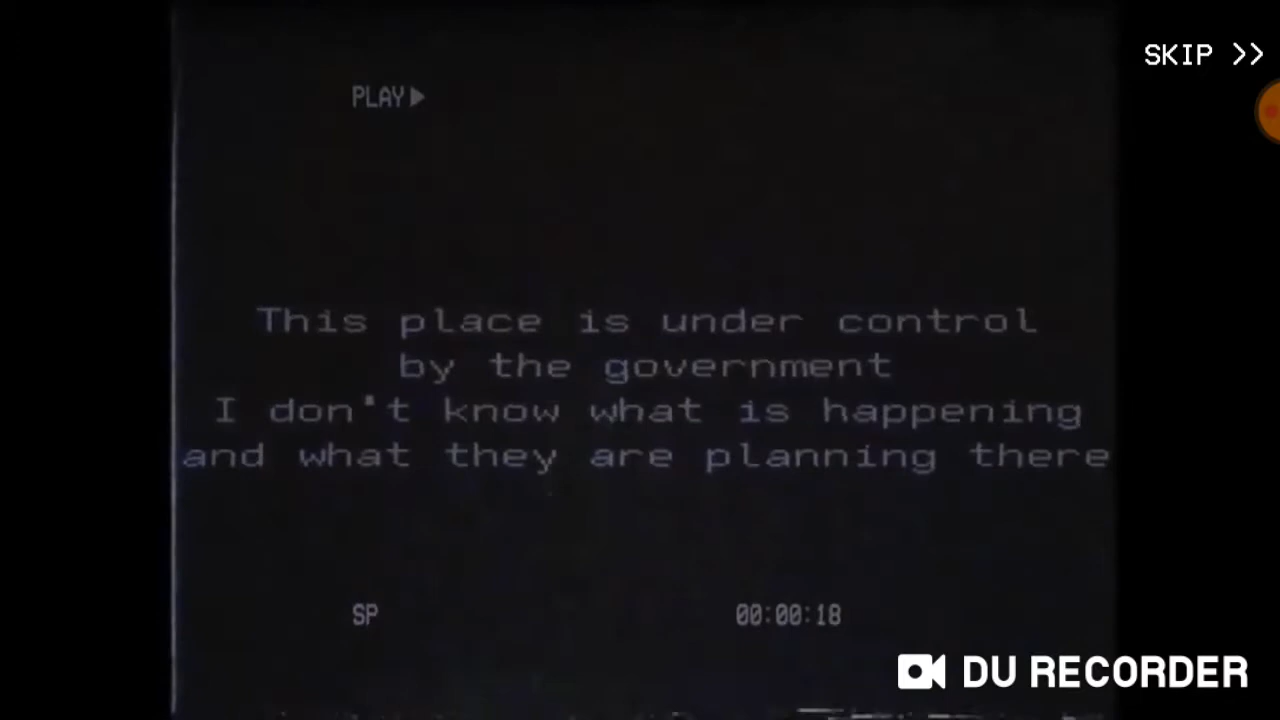 SKIP >>
PLAY▶
This place is under control
by the government
I don't know what is happening
and what they are planning there
SP
00:00:18
DU RECORDER